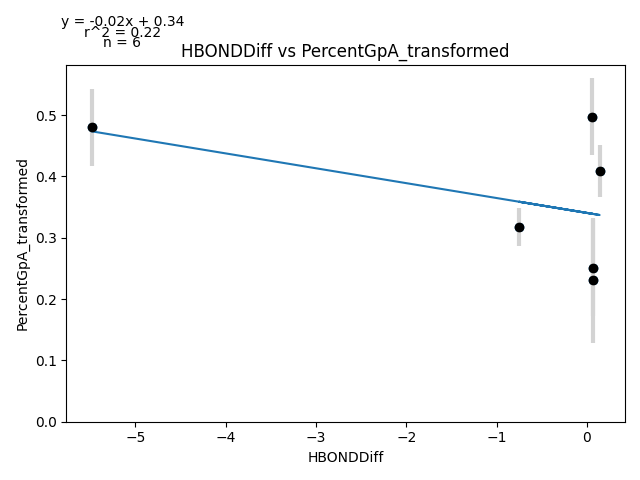 y = -0.02x + 0.34
r^2 = 0.22
n = 6
HBONDDiff vs PercentGpA_transformed
PercentGpA_transformed
0.5
0.4
0.3
0.2
0.1
0.0
−5
−4
−3
−2
−1
0
HBONDDiff